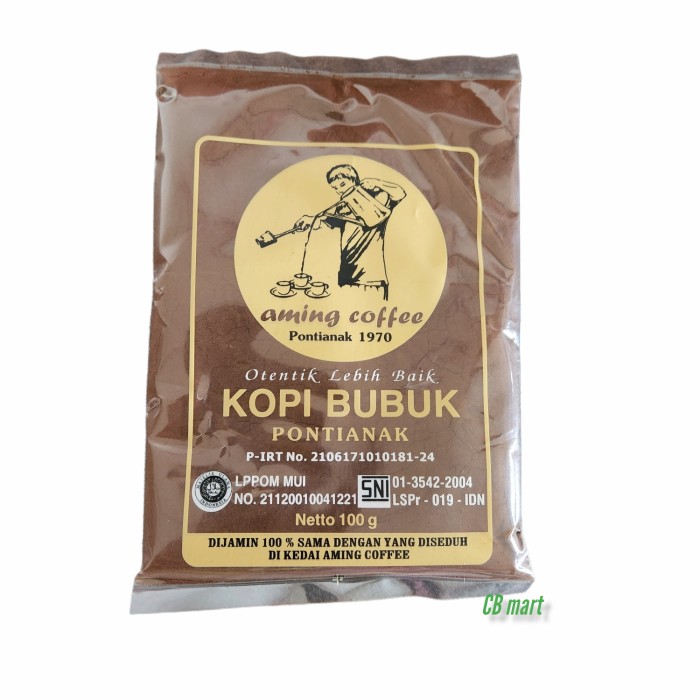 aming coffee
Pontianak 1970
Otentik Lebih Baik
KOPI BUBUK
PONTIANAK
P-IRT No. 2106171010181-24
LPPOM MUI
NO. 21120010041221
SNI
01-3542-2004
LSPr - 019 - IDN
Netto 100 g
DIJAMIN 100 % SAMA DENGAN YANG DISEDUH
DI KEDAI AMING COFFEE
CB mart